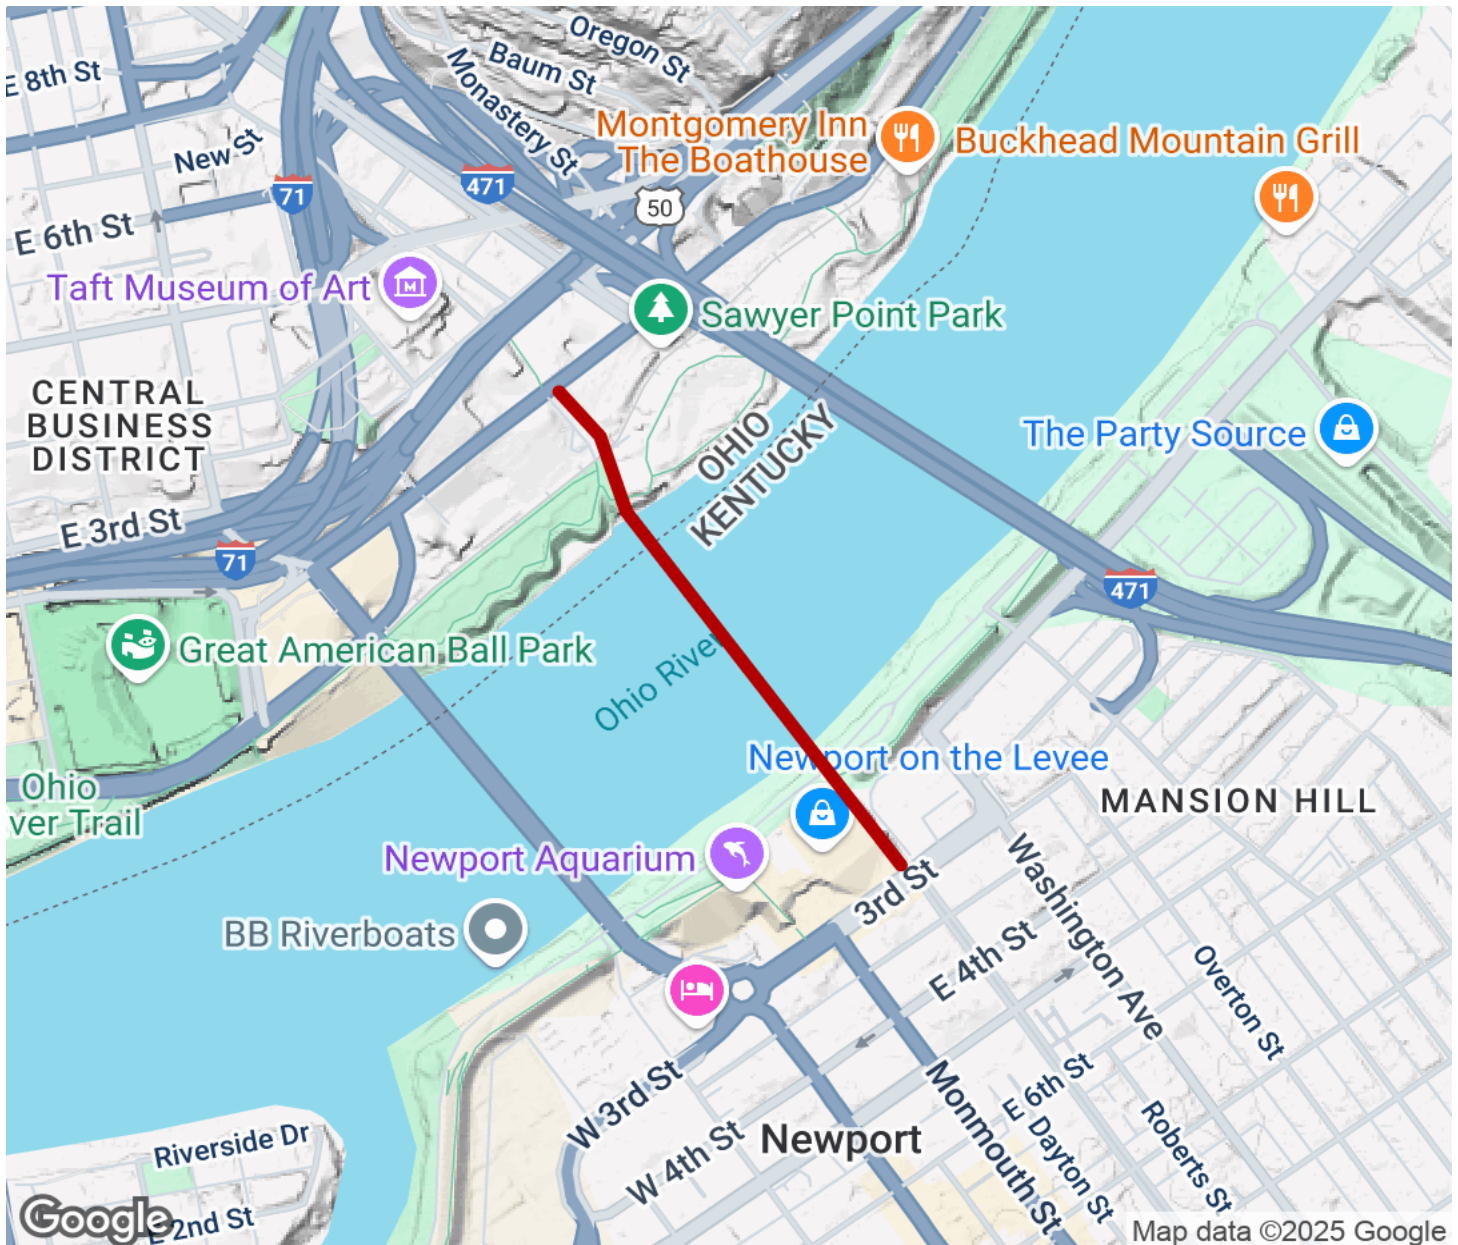 Oregon St
Baum St
Monastery St
E 8th St
New St
Montgomery Inn
The Boathouse
Buckhead Mountain Grill
71
471
50
E 6th St
Taft Museum of Art
Sawyer Point Park
CENTRAL
BUSINESS
DISTRICT
OHIO
KENTUCKY
The Party Source
E 3rd St
71
471
Great American Ball Park
Ohio River
Newport on the Levee
Ohio
ver Trail
MANSION HILL
Newport Aquarium
3rd St
Washington Ave
BB Riverboats
E 4th St
Overton St
W 3rd St
Monmouth St
E 6th St
Dayton St
Roberts St
W 4th St
Newport
Riverside Dr
E 2nd St
Google
Map data ©2025 Google